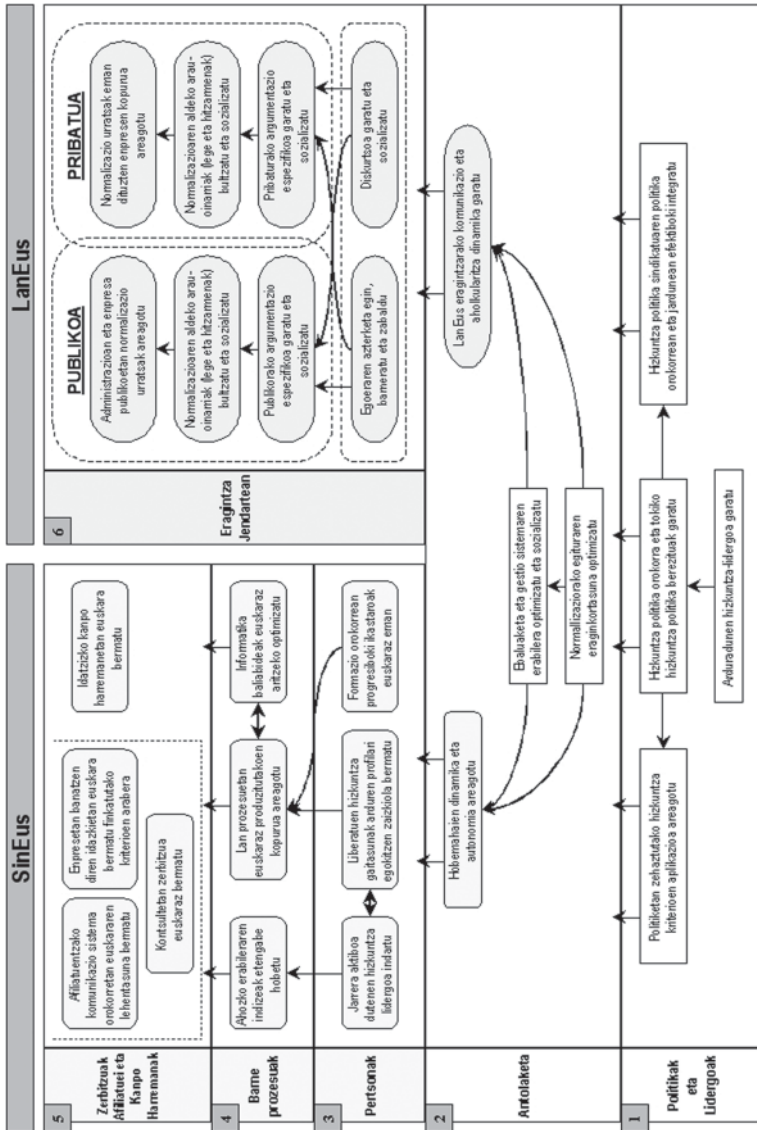 SinEus
LanEus
5
Zerbitzuak
Afiliatuei eta
Kanpo
Harremanak
Afiliatuentzako
komunikazio sistema
orokorretan euskararen
lehentasuna bermatu
Enpresetan banatzen
diren idazkietan euskara
bermatu finkatutako
kriterioen arabera
Kontsultetan zerbitzua
euskaraz bermatu
Idatzizko kanpo
harremanetan euskara
bermatu
4
Barne
prozesuak
Ahozko erabileraren
indizeak etengabe
hobetu
Lan prozesuetan
euskaraz produzitutakoen
kopurua areagotu
Informatika
baliabideak euskaraz
aritzeko optimizatu
3
Pertsonak
Jarrera aktiboa
dutenen hizkuntza
lidergoa indartu
Liberatuen hizkuntza
gaitasunak arduren profilari
egokitzen zaizkiola bermatu
Formazio orokorrean
progresiboki ikastaroak
euskaraz eman
6
Eragintza
Jendartean
PUBLIKOA
Administrazioan eta enpresa
publikoetan normalizazio
urratsak areagotu
Normalizazioaren aldeko arau-
oinarriak (lege eta hitzarmenak)
bultzatu eta sozializatu
Publikorako argumentazio
espezifikoa garatu eta
sozializatu
Egoeraren azterketa egin,
barneratu eta zabaldu
PRIBATUA
Normalizazio urratsak eman
dituzten enpresen kopurua
areagotu
Normalizazioaren aldeko arau-
oinarriak (lege eta hitzarmenak)
bultzatu eta sozializatu
Pribaturako argumentazio
espezifikoa garatu eta
sozializatu
Diskurtsoa garatu eta
sozializatu
2
Antolaketa
Hobernahaien dinamika eta
autonomia areagotu
Ebaluaketa eta gestio sistemaren
erabilera optimizatu eta sozializatu
Normallizaziorako egituraren
eraginkortasuna optimizatu
LanEus eragintzarako komunikazio eta
aholkularitza dinamika garatu
1
Politikak
eta
Lidergoak
Politiketan zehaztutako hizkuntza
kriterioen aplikazioa areagotu
Hizkuntza politika orokorra eta tokiko
hizkuntza politika berezituak garatu
Hizkuntza politika sindikatuaren politika
orokorrean eta jardunean efektiboki integratu
Arduradunen hizkuntza-lidergoa garatu